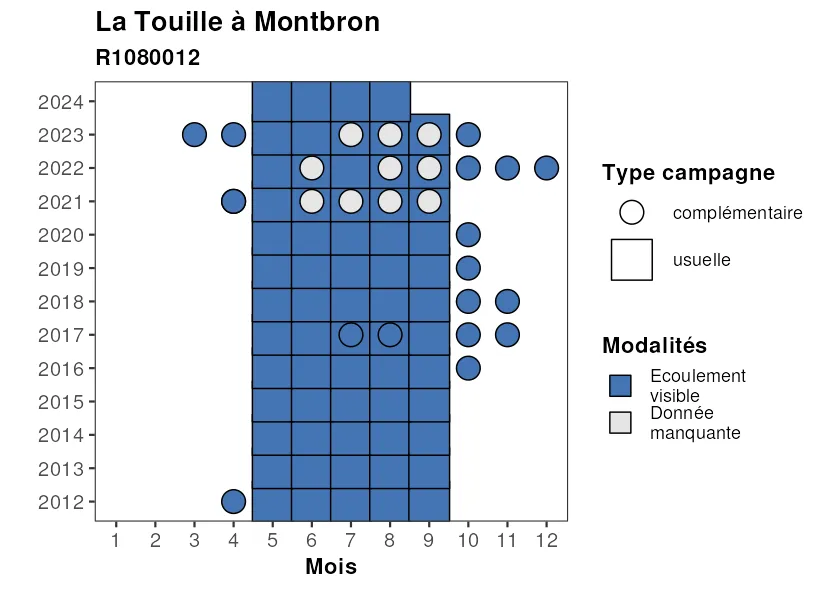 La Touille à Montbron
R1080012
2024
2023
2022
2021
2020
2019
2018
2017
2016
2015
2014
2013
2012
1 2 3 4 5 6 7 8 9 10 11 12
Mois
Type campagne
complémentaire
usuelle
Modalités
Ecoulement
visible
Donnée
manquante